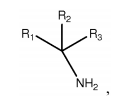 R2
R1 R3
NH2 ,